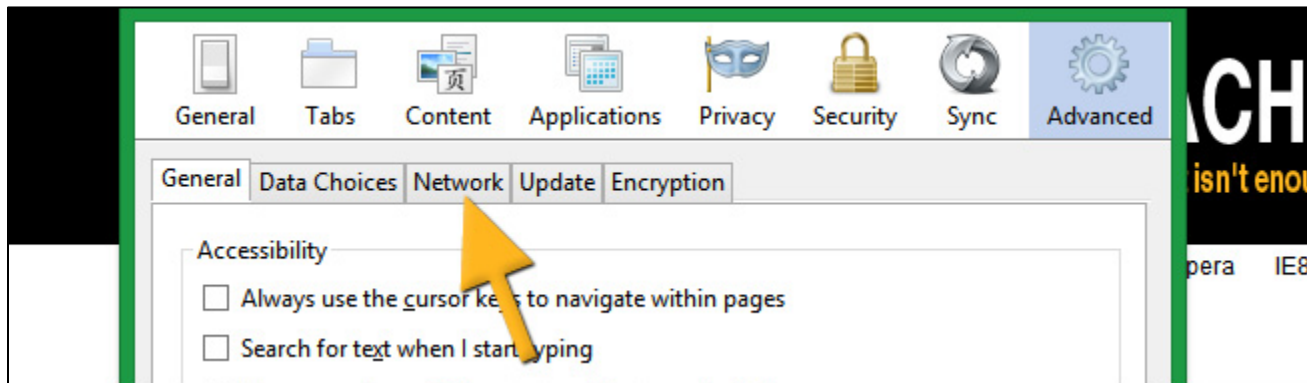 General Tabs Content Applications Privacy Security Sync Advanced
页
ACH
isn't enou
General Data Choices Network Update Encryption
Accessibility
pera IE8
Always use the cursor keys to navigate within pages
Search for text when I start typing